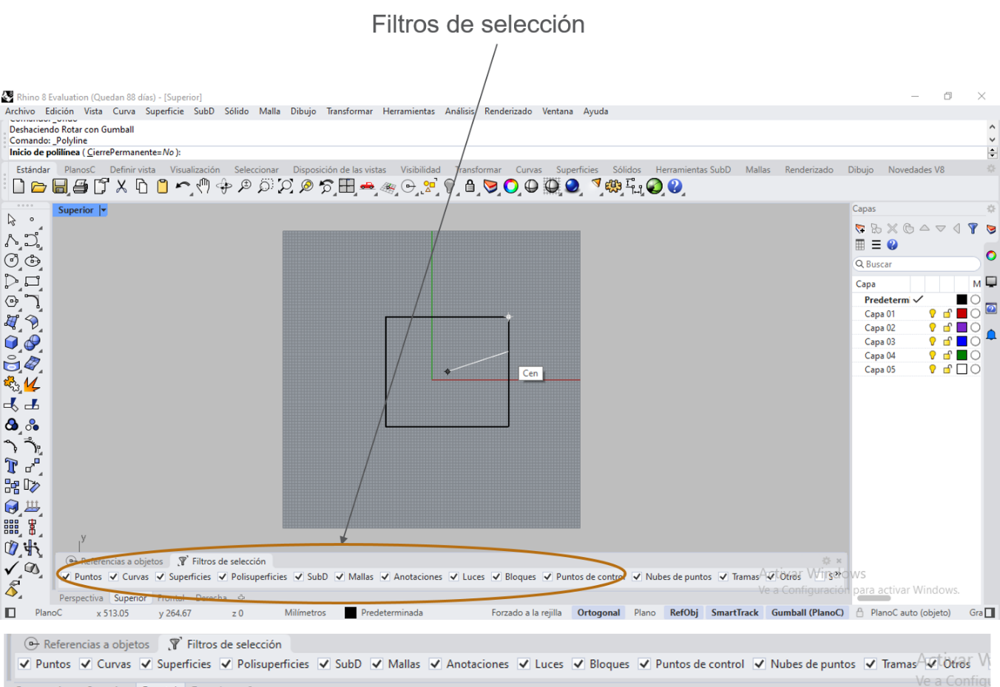 Filtros de selección
Rhino 8 Evaluation (Quedan 88 días) - [Superior]
Archivo Edición Vista Curva Superficie SubD Sólido Malla Dibujo Transformar Herramientas Análisis Renderizado Ventana Ayuda
Comando: _Undo
Deshaciendo Rotar con Gumball
Comando: _Polyline
Inicio de polilínea ( CierrePermanente=No ):
Estándar PlanosC Definir vista Visualización Seleccionar Disposición de las vistas Visibilidad Transformar Curvas Superficies Sólidos Herramientas SubD Mallas Renderizado Dibujo Novedades V8
Superior
Capas
Buscar
Capa M
Predetermi
Capa 01
Capa 02
Capa 03
Capa 04
Capa 05
Cen
y
Referencias a objetos Filtros de selección
Puntos Curvas Superficies Polisuperficies SubD Mallas Anotaciones Luces Bloques Puntos de control Nubes de puntos Tramas Otros S
Activar Windows
Ve a Configuración para activar Windows.
Perspectiva Superior Frontal Derecha
PlanoC x 513.05 y 264.67 z 0 Milímetros Predeterminada Forzado a la rejilla Ortogonal Plano RefObj SmartTrack Gumball (PlanoC) PlanoC auto (objeto) Gra
Referencias a objetos Filtros de selección
Puntos Curvas Superficies Polisuperficies SubD Mallas Anotaciones Luces Bloques Puntos de control Nubes de puntos Tramas Otros
Activar W
Ve a Configu